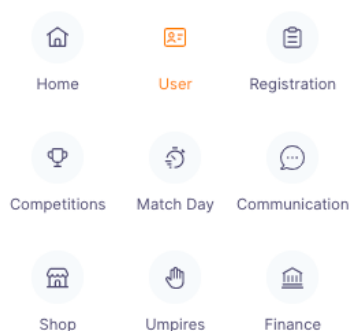 Home User Registration
Competitions Match Day Communication
Shop Umpires Finance